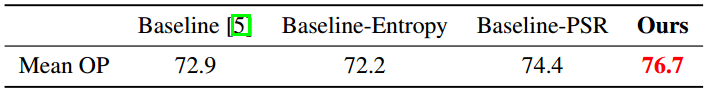 Baseline [5] Baseline-Entropy Baseline-PSR Ours
Mean OP 72.9 72.2 74.4 76.7